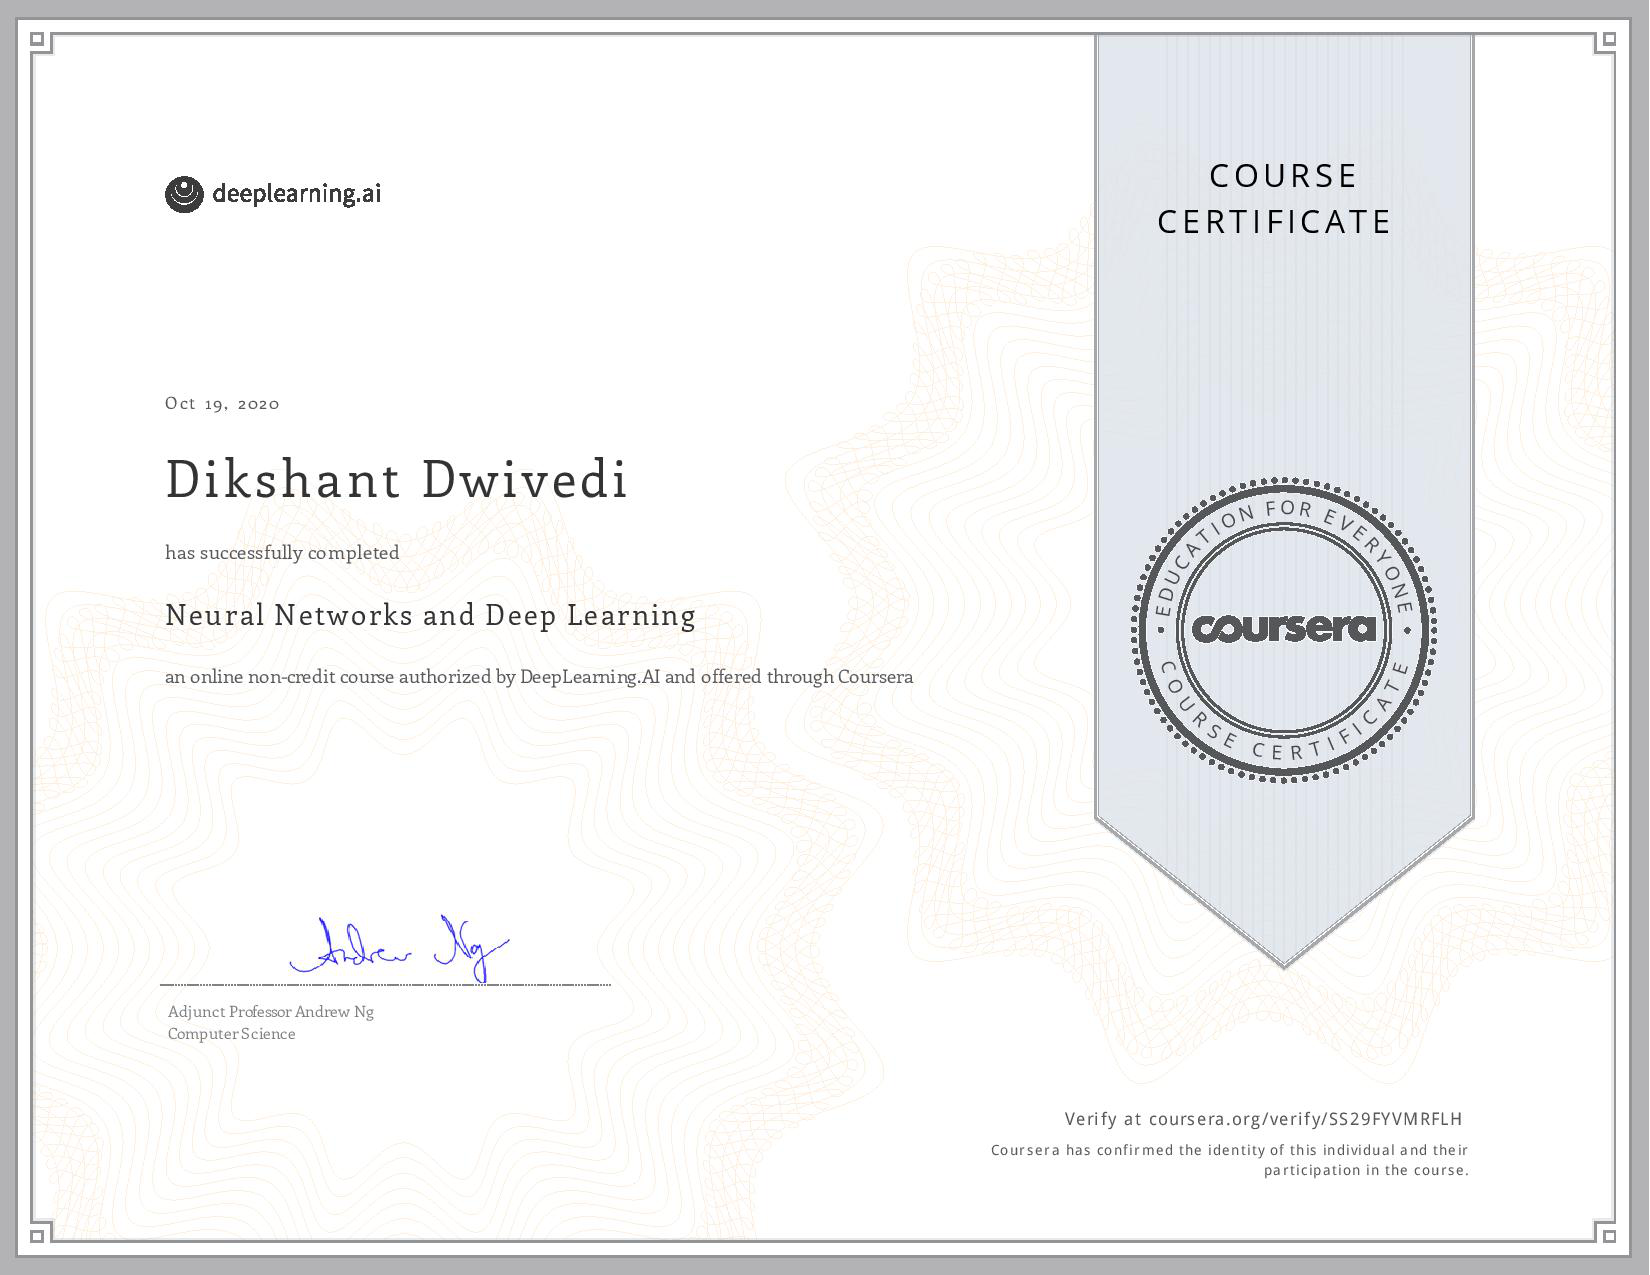 deeplearning.ai
COURSE
CERTIFICATE
Oct 19, 2020
Dikshant Dwivedi
has successfully completed
Neural Networks and Deep Learning
an online non-credit course authorized by DeepLearning.AI and offered through Coursera
EDUCATION FOR EVERYONE
coursera
COURSE CERTIFICATE
Andrew Ng
Adjunct Professor Andrew Ng
Computer Science
Verify at coursera.org/verify/SS29FYVMRFLH
Coursera has confirmed the identity of this individual and their
participation in the course.